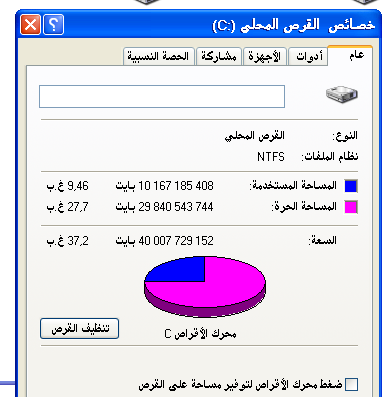 خصائص القرص المحلي (C:)
عام أدوات الأجهزة مشاركة الحصة النسبية
النوع: القرص المحلي
نظام الملفات: NTFS
المساحة المستخدمة: 10 167 185 408 بايت 9,46 غ.ب
المساحة الحرة: 29 840 543 744 بايت 27,7 غ.ب
السعة: 40 007 729 152 بايت 37,2 غ.ب
محرك الأقراص C
تنظيف القرص
ضغط محرك الأقراص لتوفير مساحة على القرص